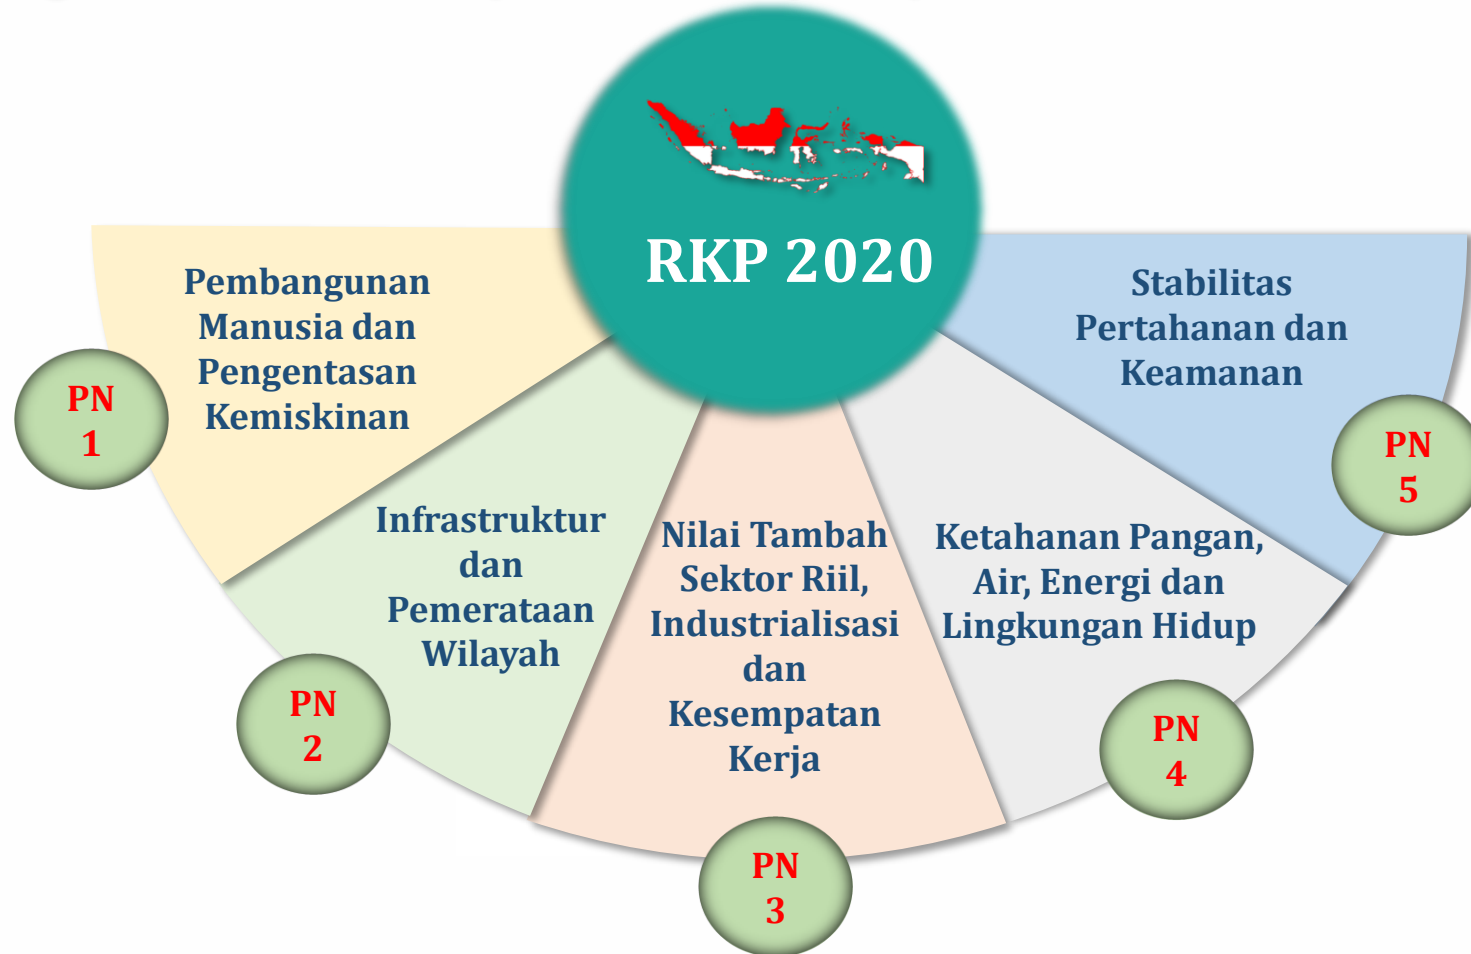 RKP 2020
Pembangunan
Manusia dan
Pengentasan
Kemiskinan
PN
1
Infrastruktur
dan
Pemerataan
Wilayah
PN
2
Nilai Tambah
Sektor Riil,
Industrialisasi
dan
Kesempatan
Kerja
PN
3
Ketahanan Pangan,
Air, Energi dan
Lingkungan Hidup
PN
4
Stabilitas
Pertahanan dan
Keamanan
PN
5